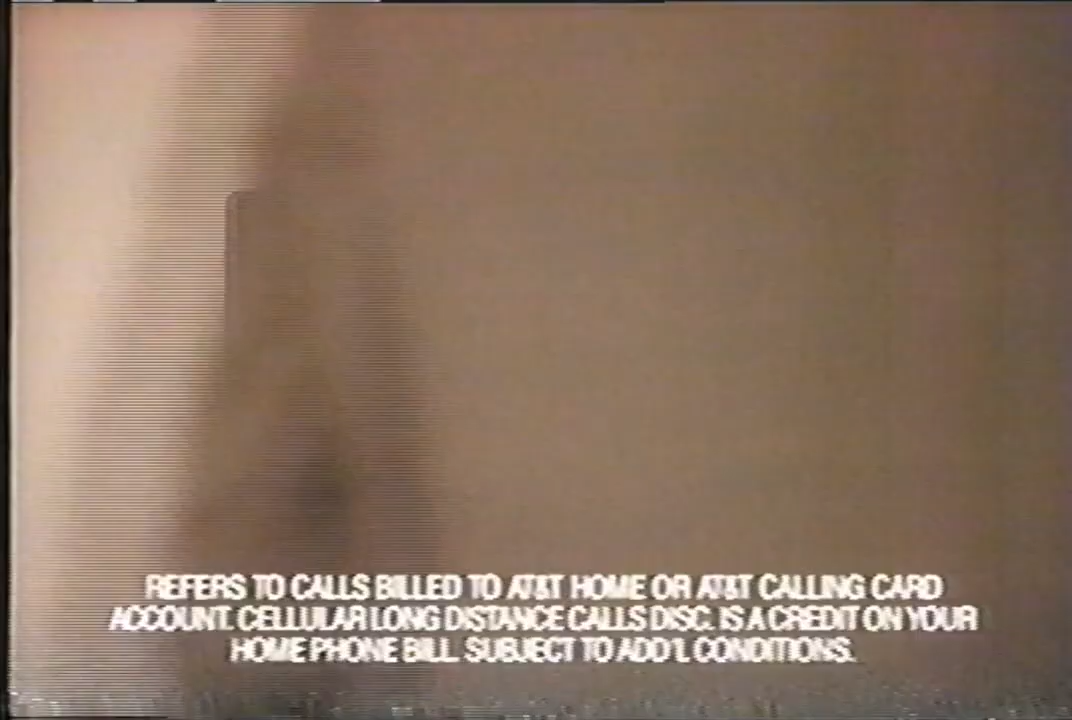 REFERS TO CALLS BILLED TO AT&T HOME OR AT&T CALLING CARD
ACCOUNT. CELLULAR LONG DISTANCE CALLS DISC. IS A CREDIT ON YOUR
HOME PHONE BILL. SUBJECT TO ADD'L CONDITIONS.